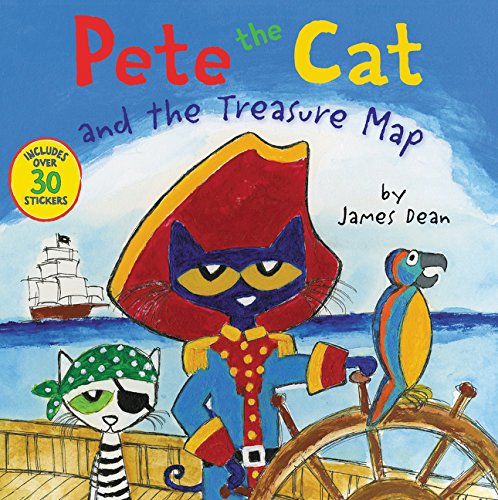 Pete the Cat
and the Treasure Map
by
James Dean
INCLUDES
OVER
30
STICKERS